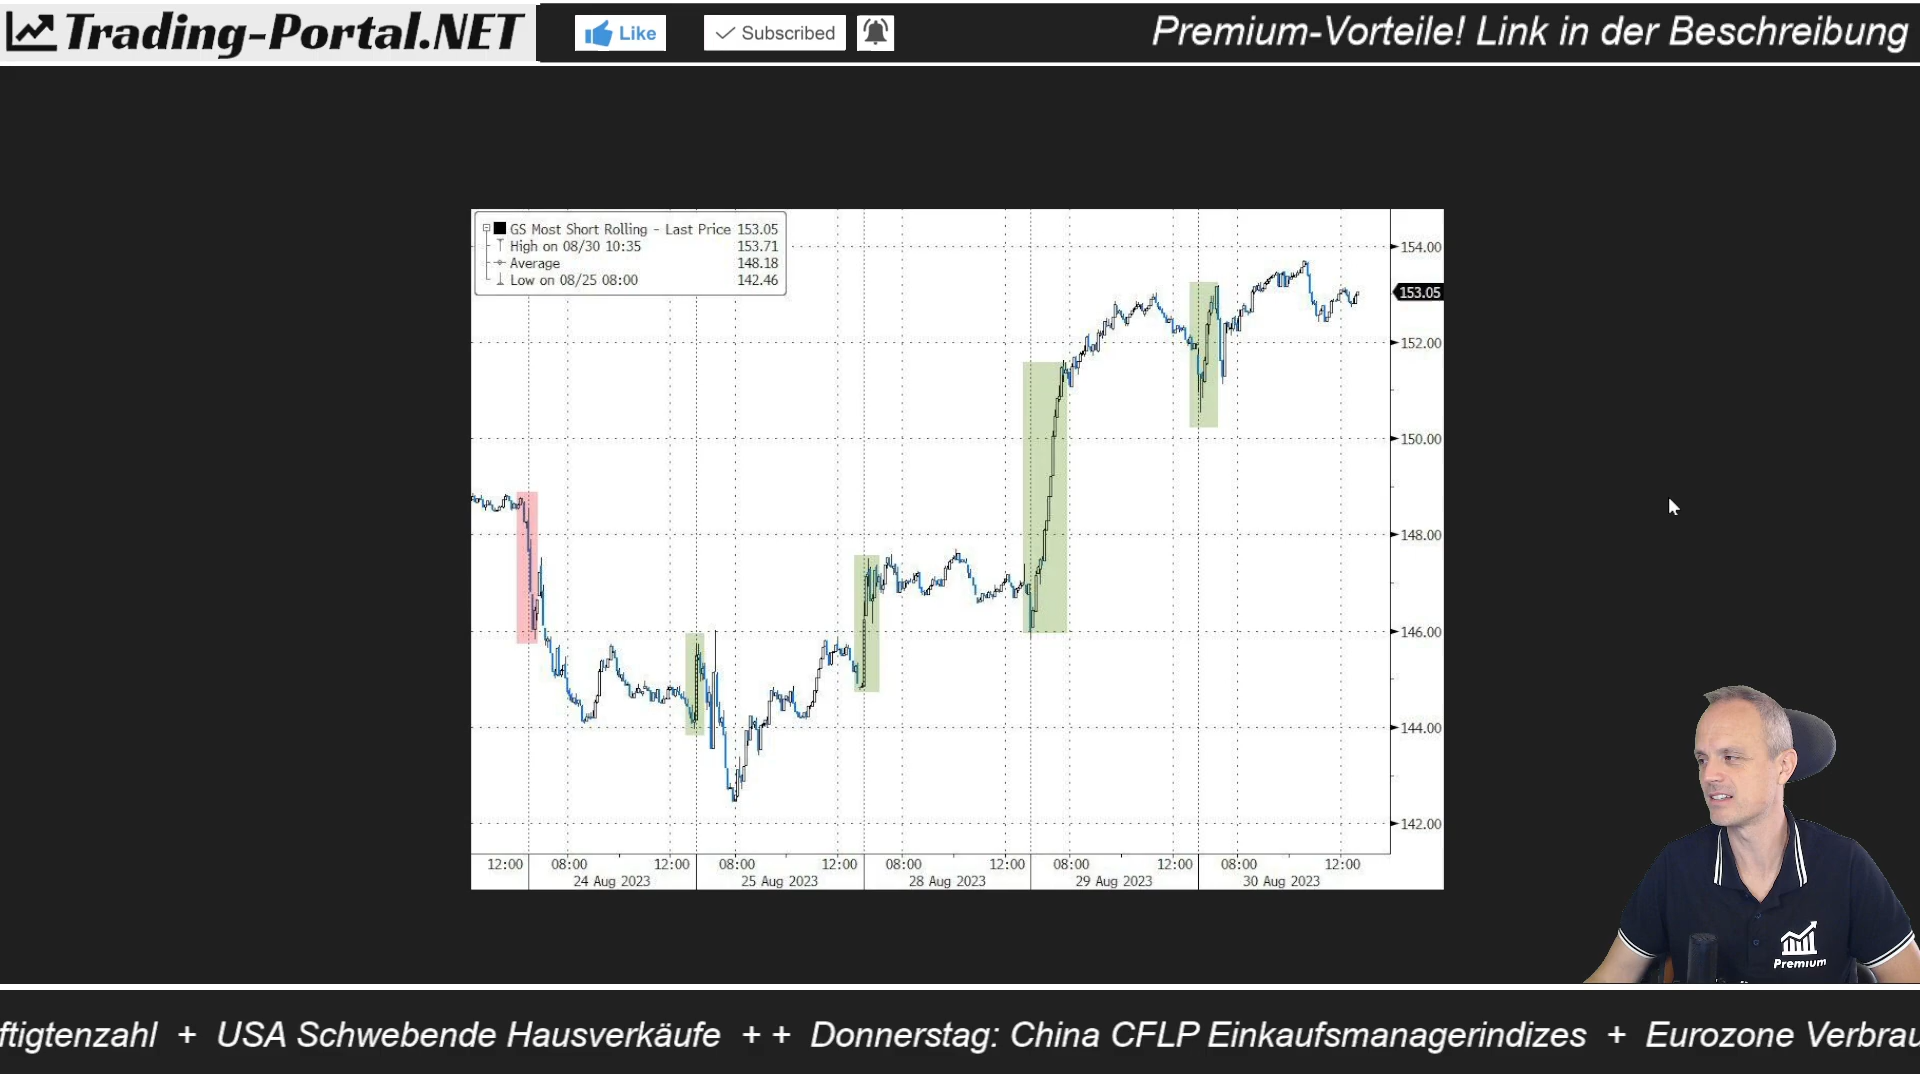 Trading-Portal.NET
Like
Subscribed
Premium-Vorteile! Link in der Beschreibung
GS Most Short Rolling - Last Price 153.05
High on 08/30 10:35 153.71
Average 148.18
Low on 08/25 08:00 142.46
154.00
153.05
152.00
150.00
148.00
146.00
144.00
142.00
12:00 08:00 12:00 08:00 12:00 08:00 12:00 08:00 12:00 08:00 12:00
24 Aug 2023 25 Aug 2023 28 Aug 2023 29 Aug 2023 30 Aug 2023
Premium
ftigtenzahl + USA Schwebende Hausverkäufe + + Donnerstag: China CFLP Einkaufsmanagerindizes + Eurozone Verbrau